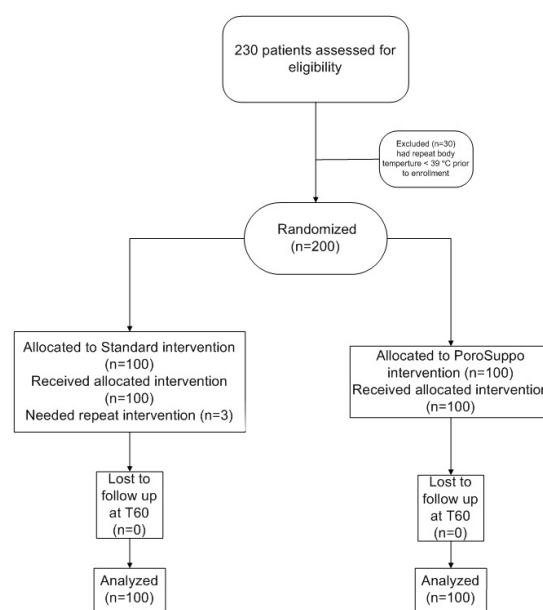 230 patients assessed for
eligibility
Excluded (n=30)
had repeat body
temperture < 39 °C prior
to enrollment
Randomized
(n=200)
Allocated to Standard intervention
(n=100)
Received allocated intervention
(n=100)
Needed repeat intervention (n=3)
Allocated to PoroSuppo
intervention (n=100)
Received allocated intervention
(n=100)
Lost to
follow up
at T60
(n=0)
Lost to
follow up
at T60
(n=0)
Analyzed
(n=100)
Analyzed
(n=100)